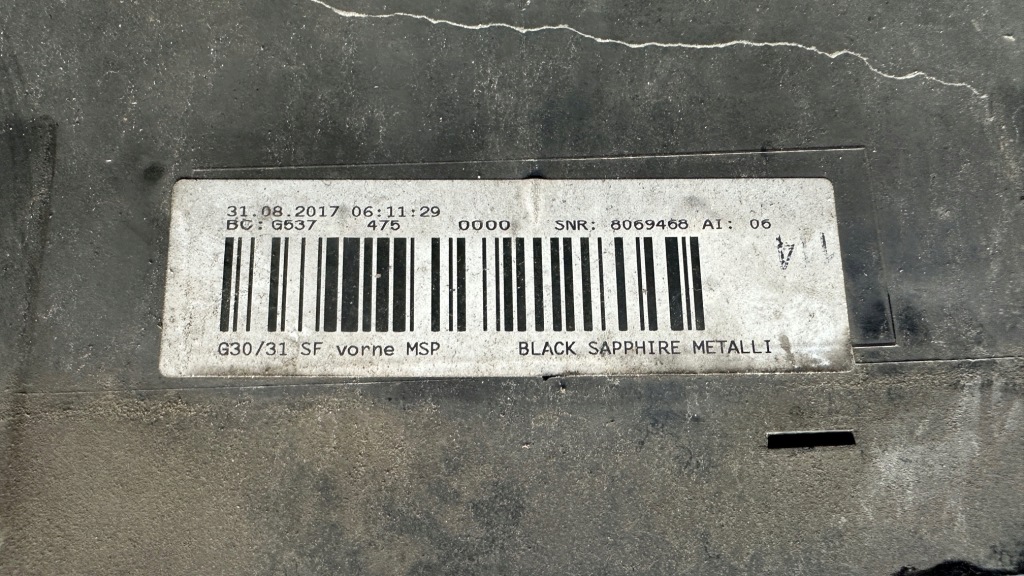 31.08.2017 06:11:29
BC: G637 475 0000 SNR: 8069468 AI: 06
G30/31 SF vorne MSP BLACK SAPPHIRE METALLI